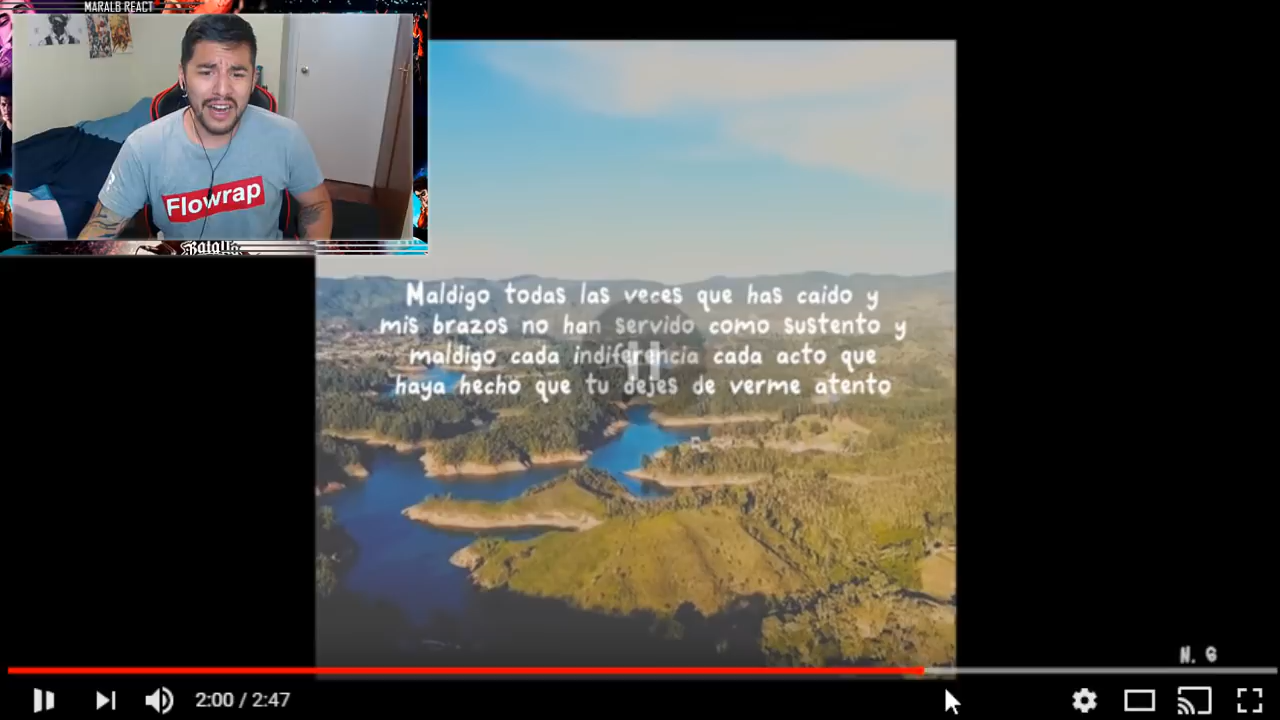 MARALB REACT
Flowrap
Batalla
Maldigo todas las veces que has caido y
mis brazos no han servido como sustento y
maldigo cada indiferencia cada acto que
haya hecho que tu dejes de verme atento
N. G
2:00 / 2:47